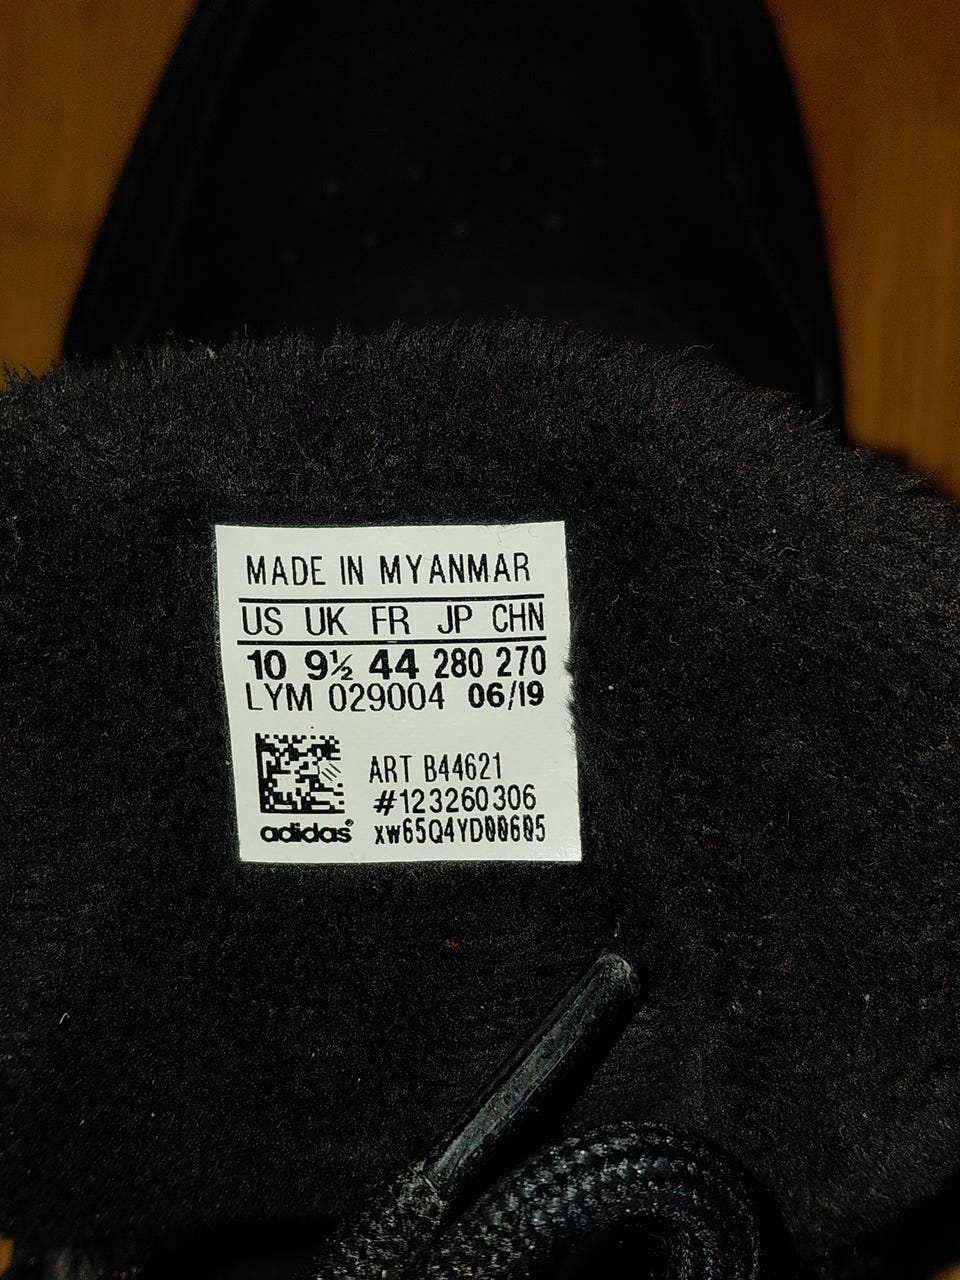 MADE IN MYANMAR
US UK FR JP CHN
10 9½ 44 280 270
LYM 029004 06/19
ART B44621
#123260306
adidas® xw65Q4YD00605